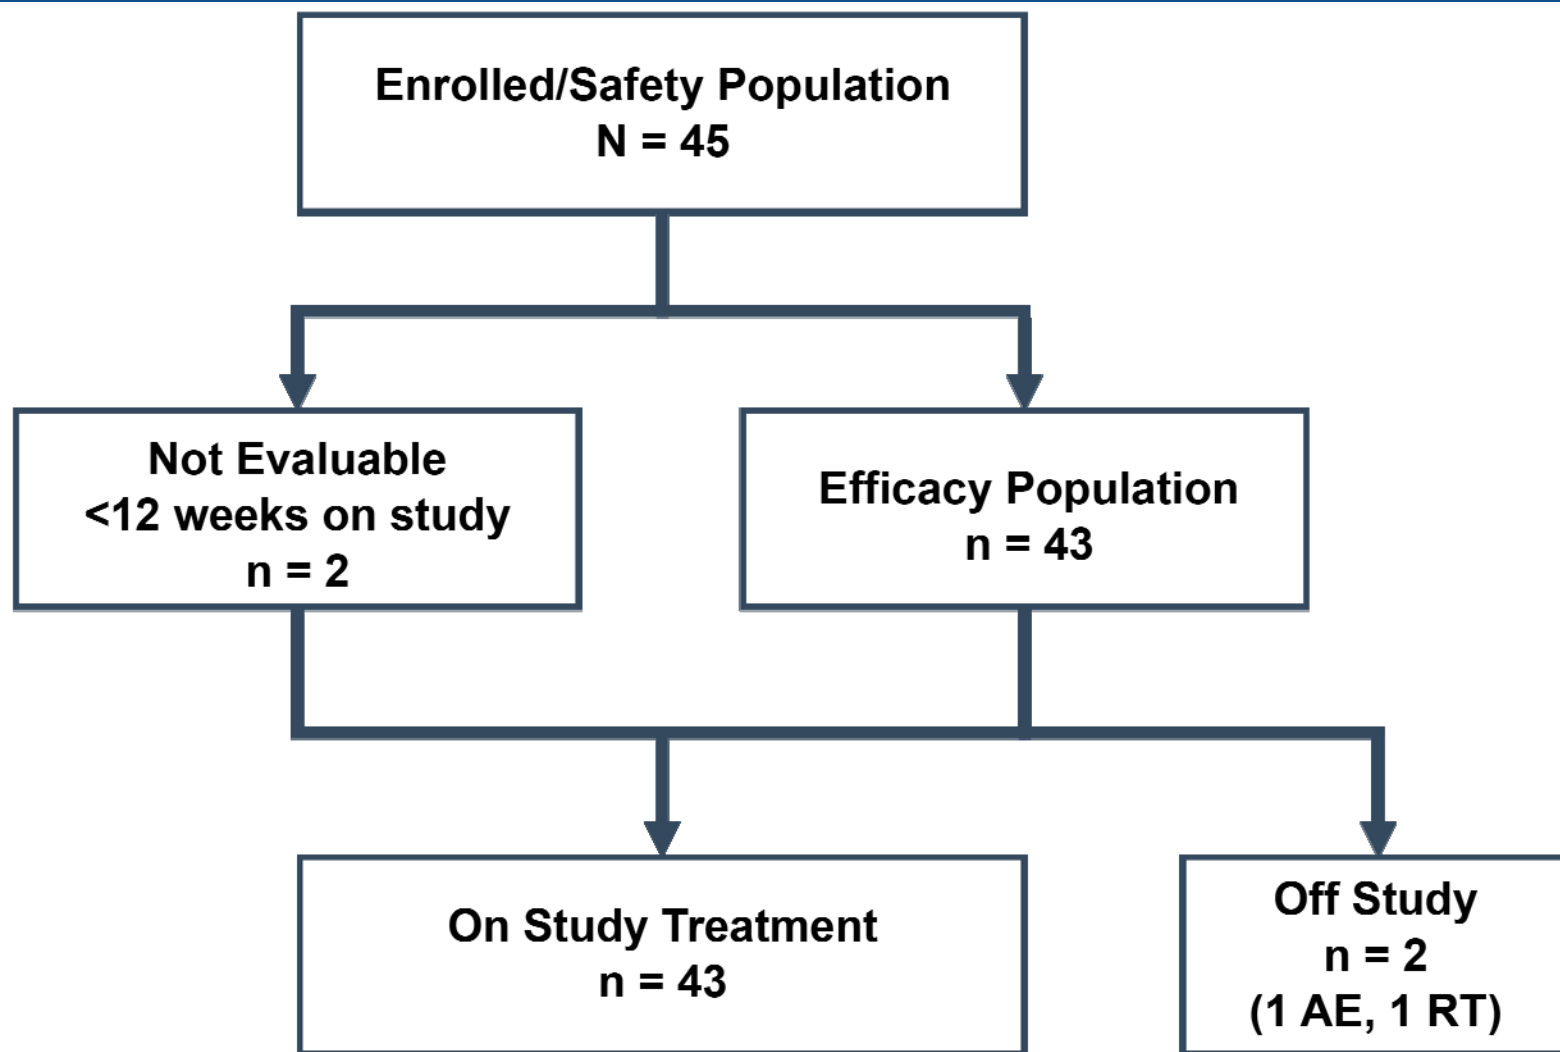 Enrolled/Safety Population
N = 45
Not Evaluable
<12 weeks on study
n = 2
Efficacy Population
n = 43
On Study Treatment
n = 43
Off Study
n = 2
(1 AE, 1 RT)